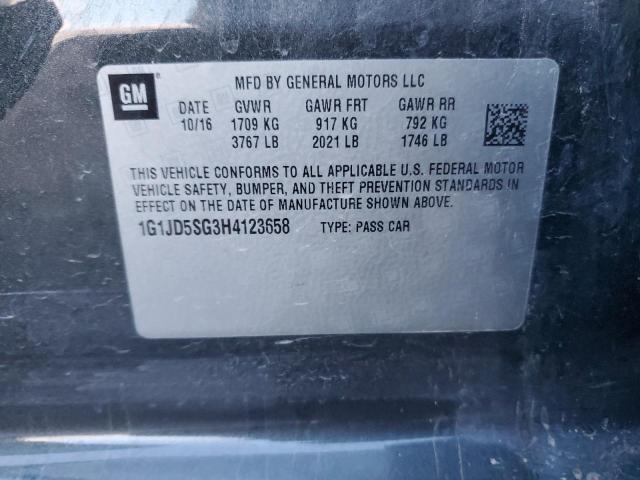 GM
MFD BY GENERAL MOTORS LLC
DATE GVWR GAWR FRT GAWR RR
10/16 1709 KG 917 KG 792 KG
3767 LB 2021 LB 1746 LB
THIS VEHICLE CONFORMS TO ALL APPLICABLE U.S. FEDERAL MOTOR
VEHICLE SAFETY, BUMPER, AND THEFT PREVENTION STANDARDS IN
EFFECT ON THE DATE OF MANUFACTURE SHOWN ABOVE.
1G1JD5SG3H4123658 TYPE: PASS CAR